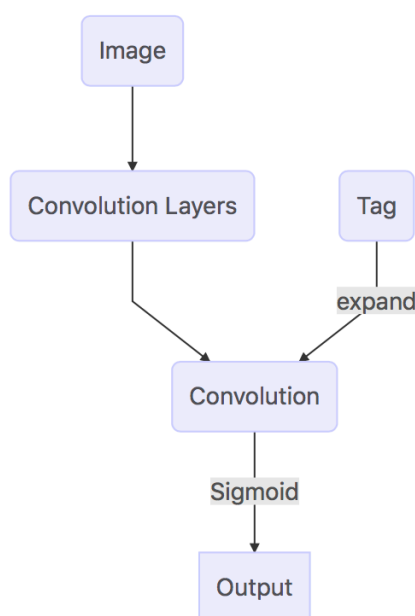 Image
Convolution Layers
Tag
expand
Convolution
Sigmoid
Output